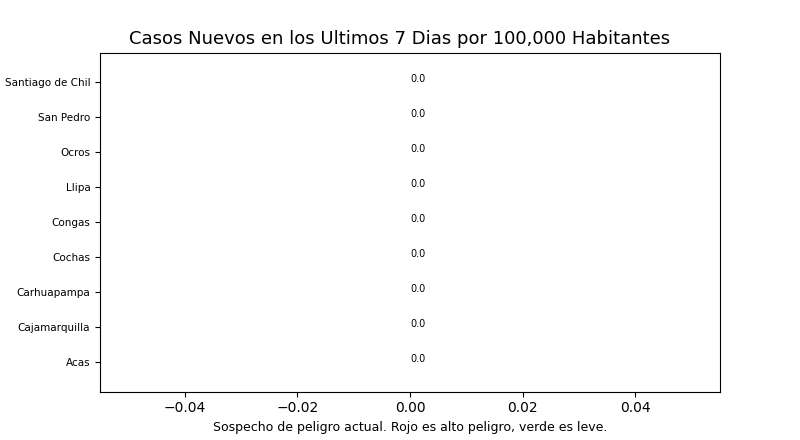 Casos Nuevos en los Ultimos 7 Dias por 100,000 Habitantes
Santiago de Chil 0.0
San Pedro 0.0
Ocros 0.0
Llipa 0.0
Congas 0.0
Cochas 0.0
Carhuapampa 0.0
Cajamarquilla 0.0
Acas 0.0
−0.04 −0.02 0.00 0.02 0.04
Sospecho de peligro actual. Rojo es alto peligro, verde es leve.